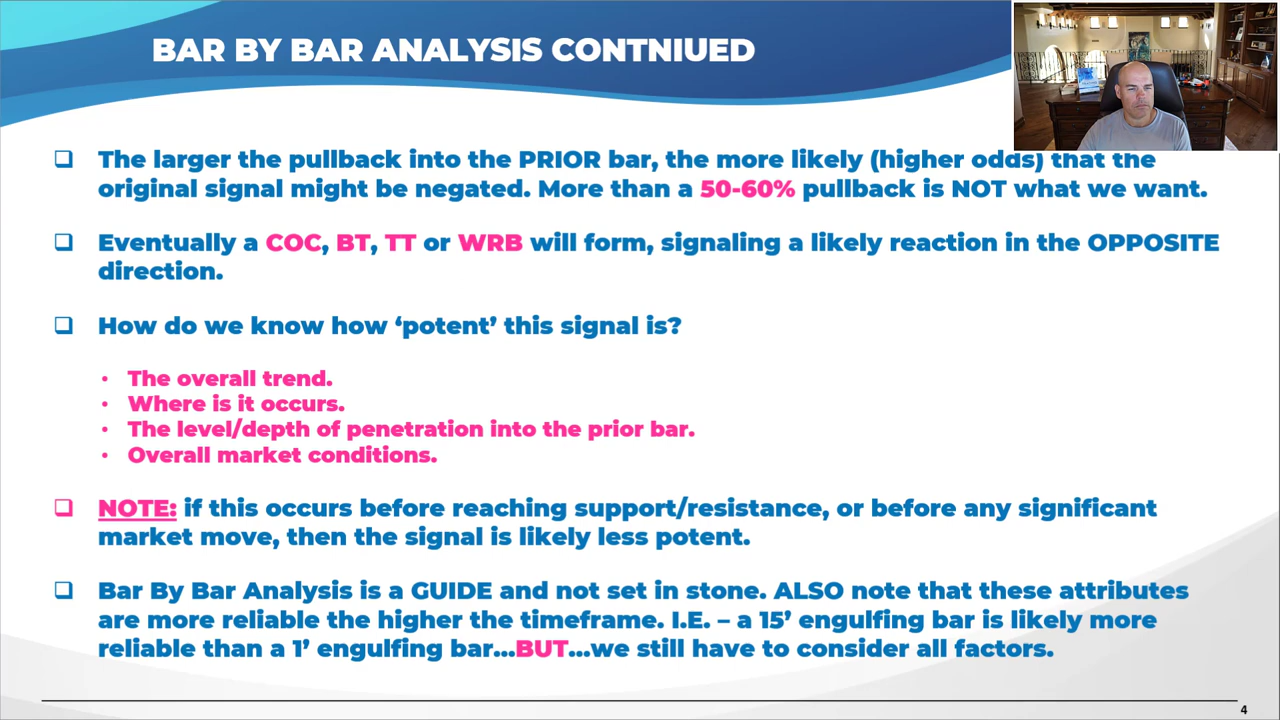 BAR BY BAR ANALYSIS CONTNIUED
The larger the pullback into the PRIOR bar, the more likely (higher odds) that the
original signal might be negated. More than a 50-60% pullback is NOT what we want.
Eventually a COC, BT, TT or WRB will form, signaling a likely reaction in the OPPOSITE
direction.
How do we know how ‘potent’ this signal is?
The overall trend.
Where is it occurs.
The level/depth of penetration into the prior bar.
Overall market conditions.
NOTE: if this occurs before reaching support/resistance, or before any significant
market move, then the signal is likely less potent.
Bar By Bar Analysis is a GUIDE and not set in stone. ALSO note that these attributes
are more reliable the higher the timeframe. I.E. – a 15’ engulfing bar is likely more
reliable than a 1’ engulfing bar...BUT...we still have to consider all factors.
4